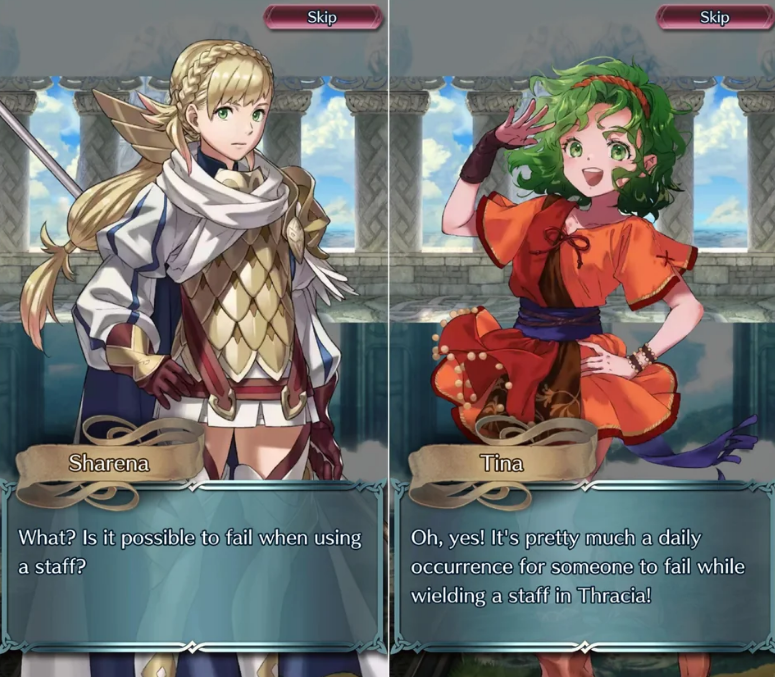 Skip
Sharena
What? Is it possible to fail when using
a staff?
Skip
Tina
Oh, yes! It's pretty much a daily
occurrence for someone to fail while
wielding a staff in Thracia!